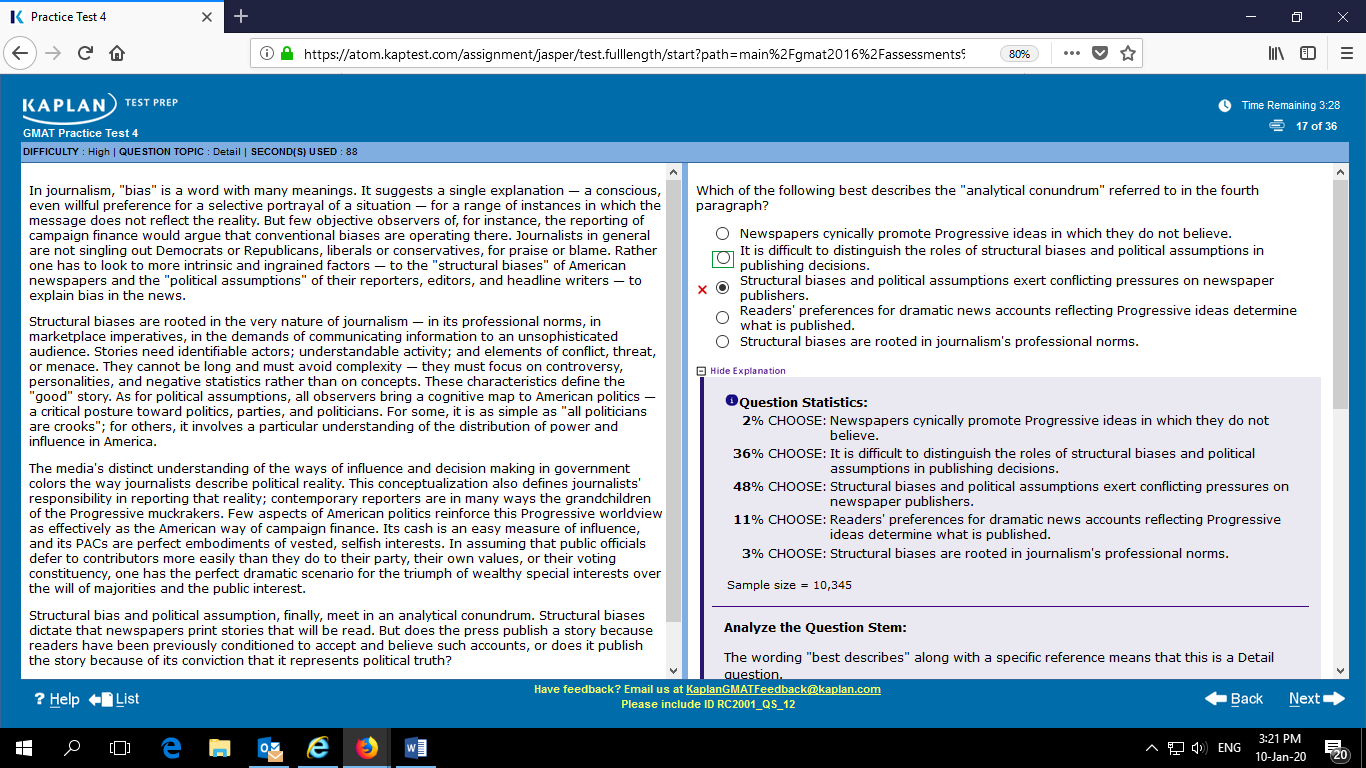 Practice Test 4
https://atom.kaptest.com/assignment/jasper/test.fulllength/start?path=main%2Fgmat2016%2Fassessments%
80%
KAPLAN TEST PREP
GMAT Practice Test 4
Time Remaining 3:28
17 of 36
DIFFICULTY : High | QUESTION TOPIC : Detail | SECOND(S) USED : 88
In journalism, "bias" is a word with many meanings. It suggests a single explanation — a conscious,
even willful preference for a selective portrayal of a situation — for a range of instances in which the
message does not reflect the reality. But few objective observers of, for instance, the reporting of
campaign finance would argue that conventional biases are operating there. Journalists in general
are not singling out Democrats or Republicans, liberals or conservatives, for praise or blame. Rather
one has to look to more intrinsic and ingrained factors — to the "structural biases" of American
newspapers and the "political assumptions" of their reporters, editors, and headline writers — to
explain bias in the news.
Structural biases are rooted in the very nature of journalism — in its professional norms, in
marketplace imperatives, in the demands of communicating information to an unsophisticated
audience. Stories need identifiable actors; understandable activity; and elements of conflict, threat,
or menace. They cannot be long and must avoid complexity — they must focus on controversy,
personalities, and negative statistics rather than on concepts. These characteristics define the
"good" story. As for political assumptions, all observers bring a cognitive map to American politics —
a critical posture toward politics, parties, and politicians. For some, it is as simple as "all politicians
are crooks"; for others, it involves a particular understanding of the distribution of power and
influence in America.
The media's distinct understanding of the ways of influence and decision making in government
colors the way journalists describe political reality. This conceptualization also defines journalists'
responsibility in reporting that reality; contemporary reporters are in many ways the grandchildren
of the Progressive muckrakers. Few aspects of American politics reinforce this Progressive worldview
as effectively as the American way of campaign finance. Its cash is an easy measure of influence,
and its PACs are perfect embodiments of vested, selfish interests. In assuming that public officials
defer to contributors more easily than they do to their party, their own values, or their voting
constituency, one has the perfect dramatic scenario for the triumph of wealthy special interests over
the will of majorities and the public interest.
Structural bias and political assumption, finally, meet in an analytical conundrum. Structural biases
dictate that newspapers print stories that will be read. But does the press publish a story because
readers have been previously conditioned to accept and believe such accounts, or does it publish
the story because of its conviction that it represents political truth?
Which of the following best describes the "analytical conundrum" referred to in the fourth
paragraph?
Newspapers cynically promote Progressive ideas in which they do not believe.
It is difficult to distinguish the roles of structural biases and political assumptions in
publishing decisions.
Structural biases and political assumptions exert conflicting pressures on newspaper
publishers.
Readers' preferences for dramatic news accounts reflecting Progressive ideas determine
what is published.
Structural biases are rooted in journalism's professional norms.
Hide Explanation
Question Statistics:
2% CHOOSE: Newspapers cynically promote Progressive ideas in which they do not
believe.
36% CHOOSE: It is difficult to distinguish the roles of structural biases and political
assumptions in publishing decisions.
48% CHOOSE: Structural biases and political assumptions exert conflicting pressures on
newspaper publishers.
11% CHOOSE: Readers' preferences for dramatic news accounts reflecting Progressive
ideas determine what is published.
3% CHOOSE: Structural biases are rooted in journalism's professional norms.
Sample size = 10,345
Analyze the Question Stem:
The wording "best describes" along with a specific reference means that this is a Detail
question.
? Help
List
Have feedback? Email us at KaplanGMATFeedback@kaplan.com
Please include ID RC2001_QS_12
Back
Next
ENG
3:21 PM
10-Jan-20
20